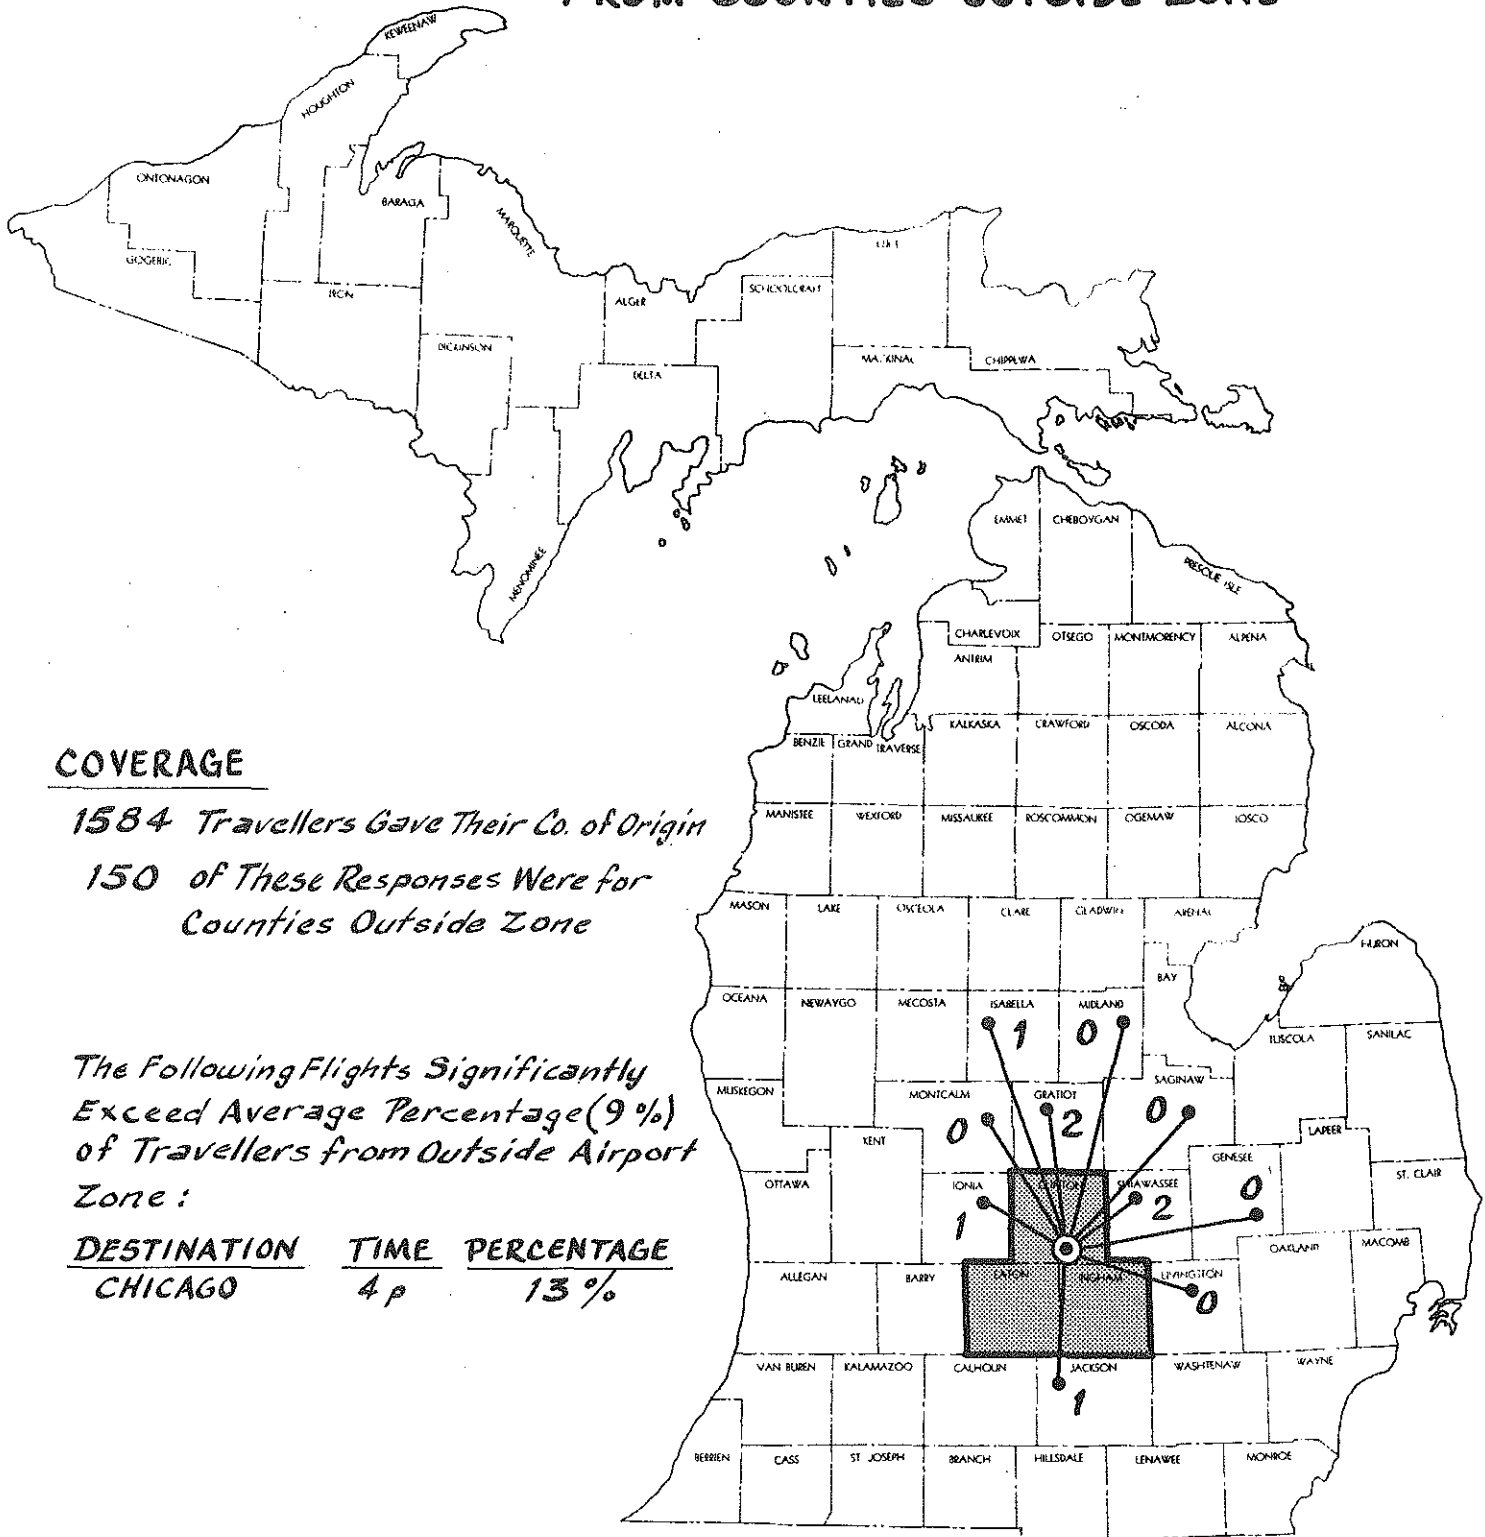 FROM COUNTIES OUTSIDE ZONE
KEWEENAW
HOUGHTON
ONTONAGON
BARAGA
MARQUETTE
GOGEBIC
IRON
ALGER
SCHOOLCRAFT
LUCE
DICKINSON
DELTA
MACKINAC
CHIPPEWA
MENOMINEE
EMMET
CHEBOYGAN
PRESQUE ISLE
CHARLEVOIX
OTSEGO
MONTMORENCY
ALPENA
ANTRIM
LEELANAU
KALKASKA
CRAWFORD
OSCODA
ALCONA
BENZIE
GRAND TRAVERSE
COVERAGE
1584 Travellers Gave Their Co. of Origin
150 of These Responses Were for
Counties Outside Zone
MANISTEE
WEXFORD
MISSAUKEE
ROSCOMMON
OGEMAW
IOSCO
MASON
LAKE
OSCEOLA
CLARE
GLADWIN
ARENAC
HURON
BAY
OCEANA
NEWAYGO
MECOSTA
ISABELLA
1
MIDLAND
0
TUSCOLA
SANILAC
The Following Flights Significantly
Exceed Average Percentage (9%)
of Travellers from Outside Airport
Zone:
DESTINATION TIME PERCENTAGE
CHICAGO 4p 13%
MUSKEGON
MONTCALM
0
GRATIOT
2
SAGINAW
0
KENT
LAPEER
GENESEE
0
ST. CLAIR
OTTAWA
IONIA
1
CLINTON
SHIAWASSEE
2
OAKLAND
MACOMB
ALLEGAN
BARRY
EATON
INGHAM
LIVINGSTON
0
VAN BUREN
KALAMAZOO
CALHOUN
JACKSON
1
WASHTENAW
WAYNE
BERRIEN
CASS
ST JOSEPH
BRANCH
HILLSDALE
LENAWEE
MONROE